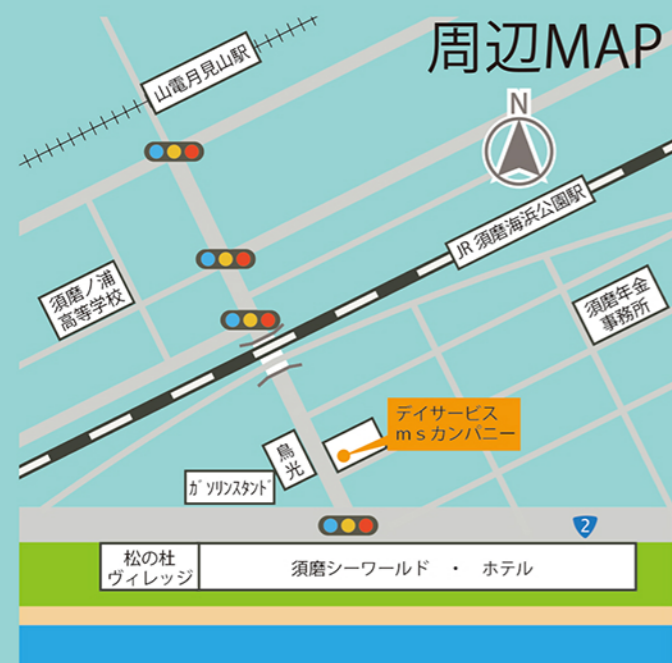 周辺MAP
N
山電月見山駅
JR 須磨海浜公園駅
須磨ノ浦
高等学校
須磨年金
事務所
デイサービス
msカンパニー
鳥光
ガソリンスタンド
2
松の杜
ヴィレッジ
須磨シーワールド ・ ホテル